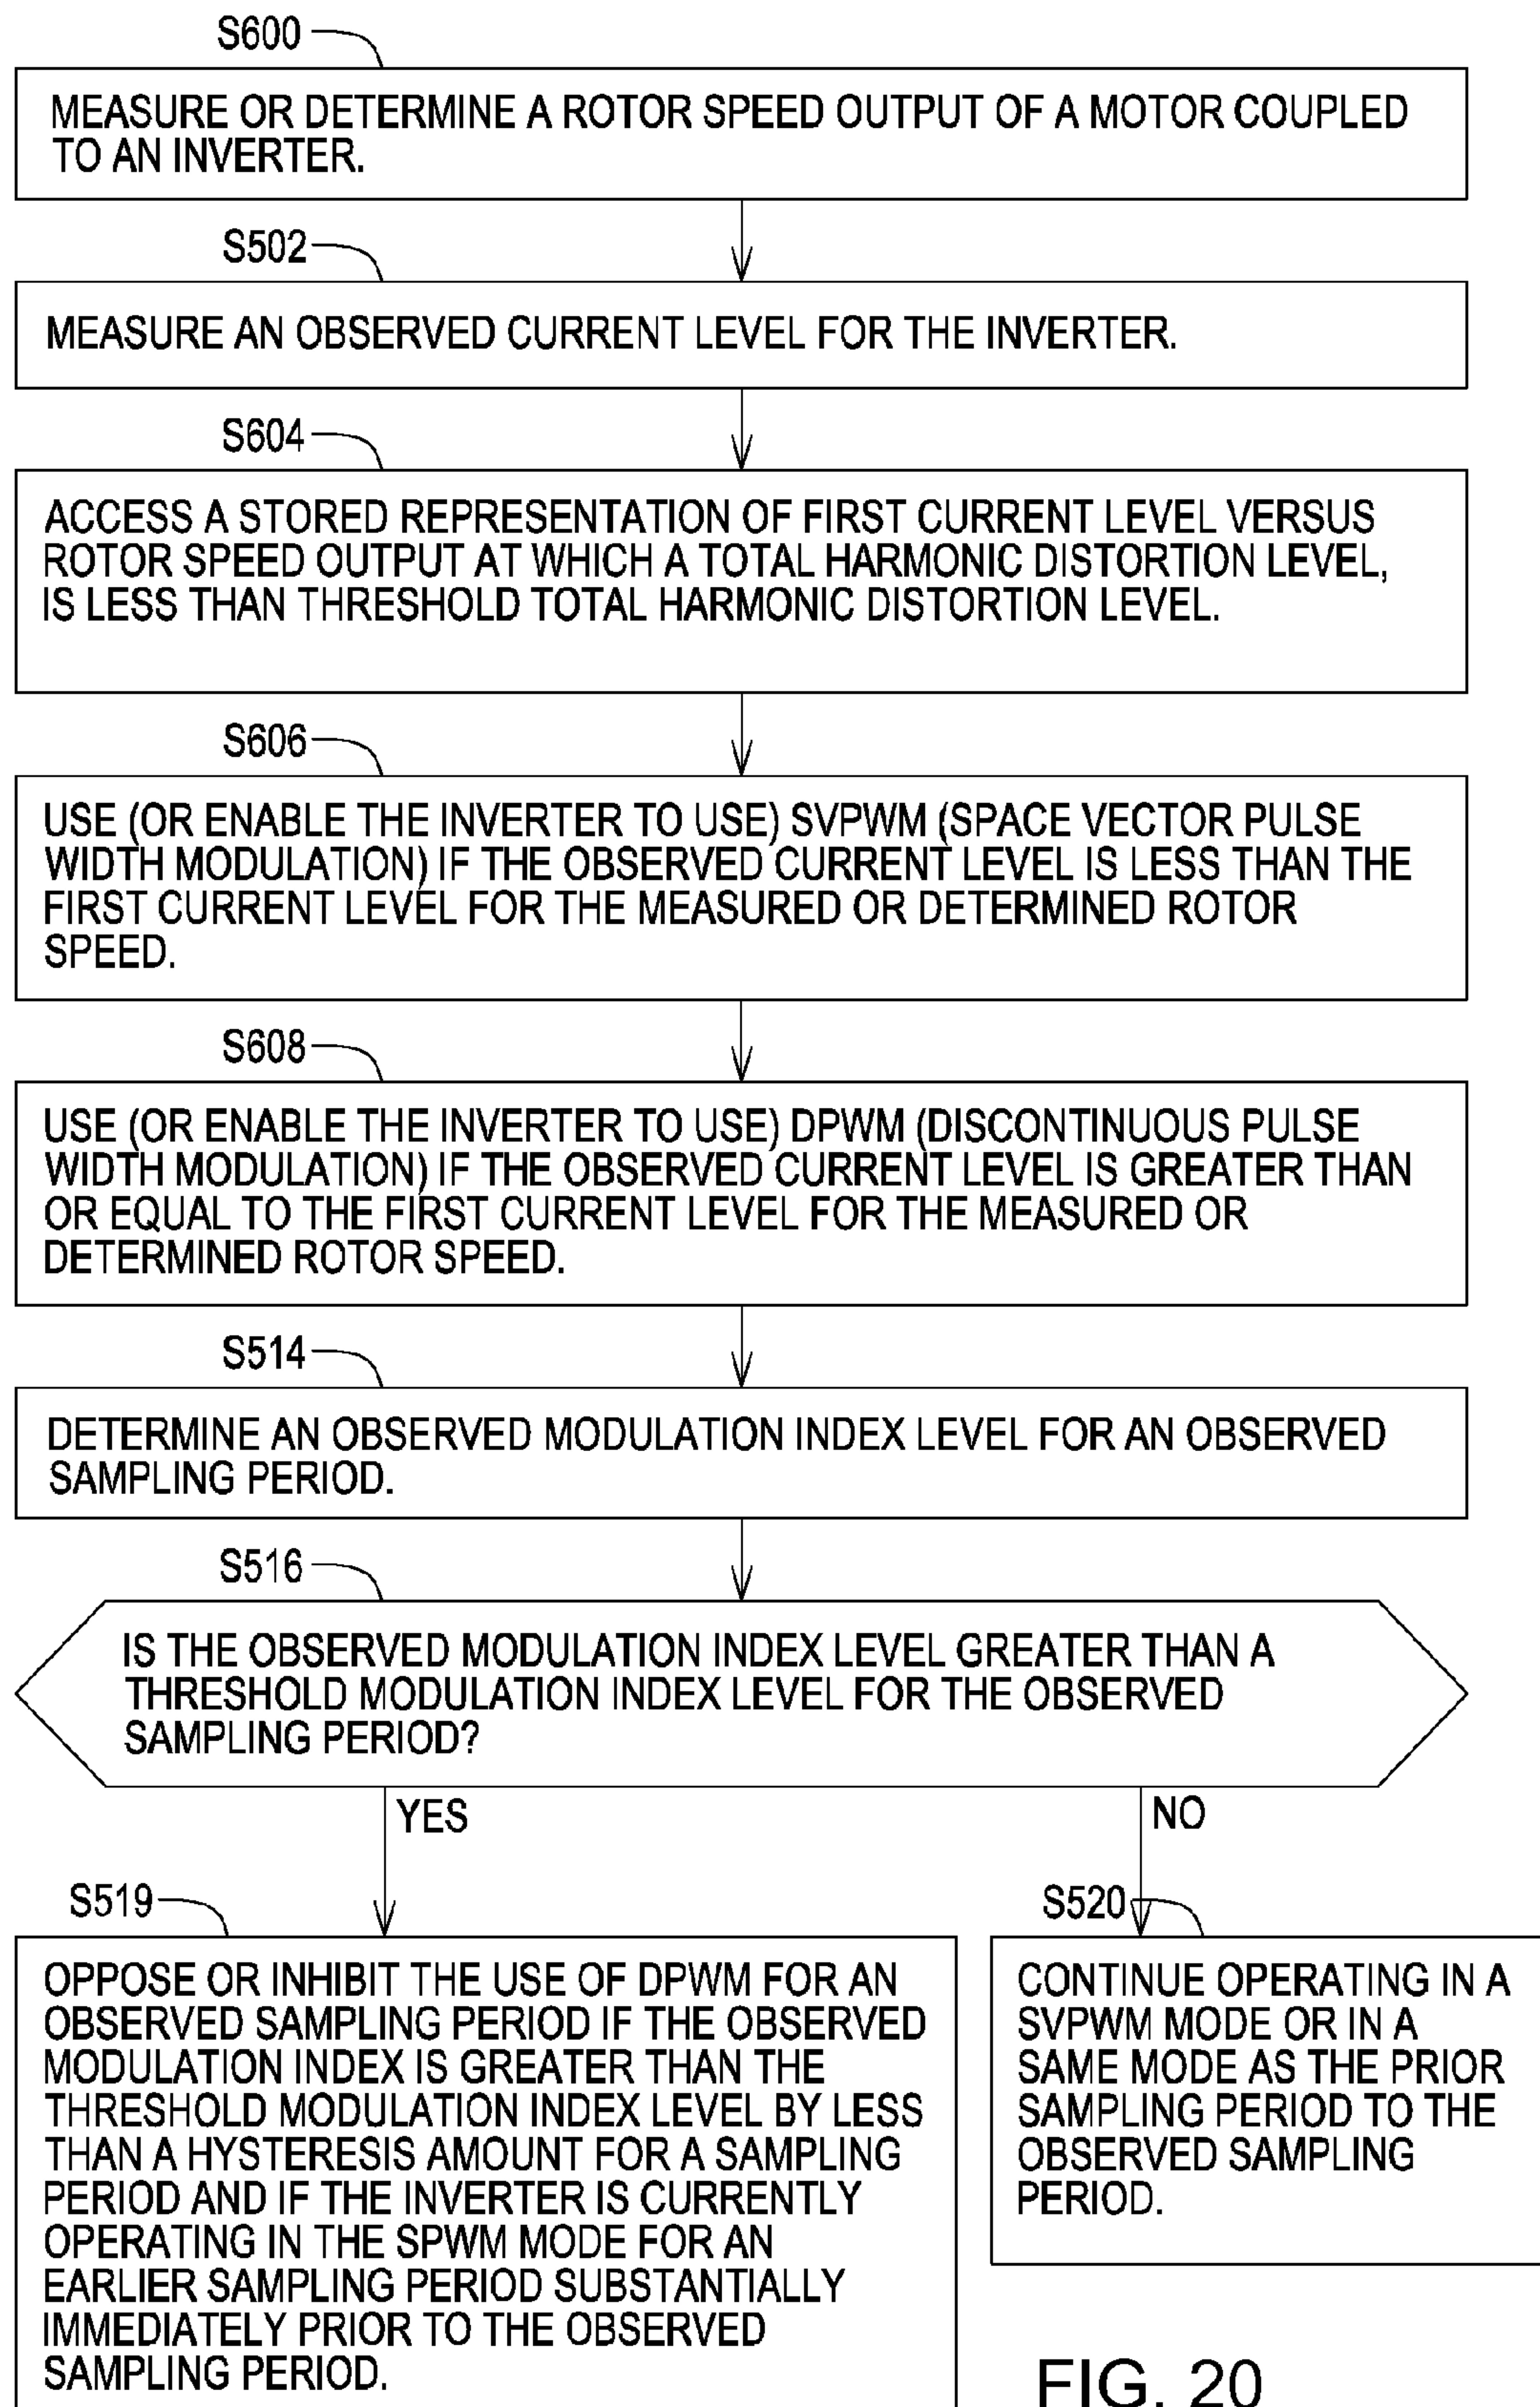 S600
MEASURE OR DETERMINE A ROTOR SPEED OUTPUT OF A MOTOR COUPLED
TO AN INVERTER.
S502
MEASURE AN OBSERVED CURRENT LEVEL FOR THE INVERTER.
S604
ACCESS A STORED REPRESENTATION OF FIRST CURRENT LEVEL VERSUS
ROTOR SPEED OUTPUT AT WHICH A TOTAL HARMONIC DISTORTION LEVEL,
IS LESS THAN THRESHOLD TOTAL HARMONIC DISTORTION LEVEL.
S606
USE (OR ENABLE THE INVERTER TO USE) SVPWM (SPACE VECTOR PULSE
WIDTH MODULATION) IF THE OBSERVED CURRENT LEVEL IS LESS THAN THE
FIRST CURRENT LEVEL FOR THE MEASURED OR DETERMINED ROTOR
SPEED.
S608
USE (OR ENABLE THE INVERTER TO USE) DPWM (DISCONTINUOUS PULSE
WIDTH MODULATION) IF THE OBSERVED CURRENT LEVEL IS GREATER THAN
OR EQUAL TO THE FIRST CURRENT LEVEL FOR THE MEASURED OR
DETERMINED ROTOR SPEED.
S514
DETERMINE AN OBSERVED MODULATION INDEX LEVEL FOR AN OBSERVED
SAMPLING PERIOD.
S516
IS THE OBSERVED MODULATION INDEX LEVEL GREATER THAN A
THRESHOLD MODULATION INDEX LEVEL FOR THE OBSERVED
SAMPLING PERIOD?
YES
NO
S519
OPPOSE OR INHIBIT THE USE OF DPWM FOR AN
OBSERVED SAMPLING PERIOD IF THE OBSERVED
MODULATION INDEX IS GREATER THAN THE
THRESHOLD MODULATION INDEX LEVEL BY LESS
THAN A HYSTERESIS AMOUNT FOR A SAMPLING
PERIOD AND IF THE INVERTER IS CURRENTLY
OPERATING IN THE SPWM MODE FOR AN
EARLIER SAMPLING PERIOD SUBSTANTIALLY
IMMEDIATELY PRIOR TO THE OBSERVED
SAMPLING PERIOD.
S520
CONTINUE OPERATING IN A
SVPWM MODE OR IN A
SAME MODE AS THE PRIOR
SAMPLING PERIOD TO THE
OBSERVED SAMPLING
PERIOD.
FIG. 20